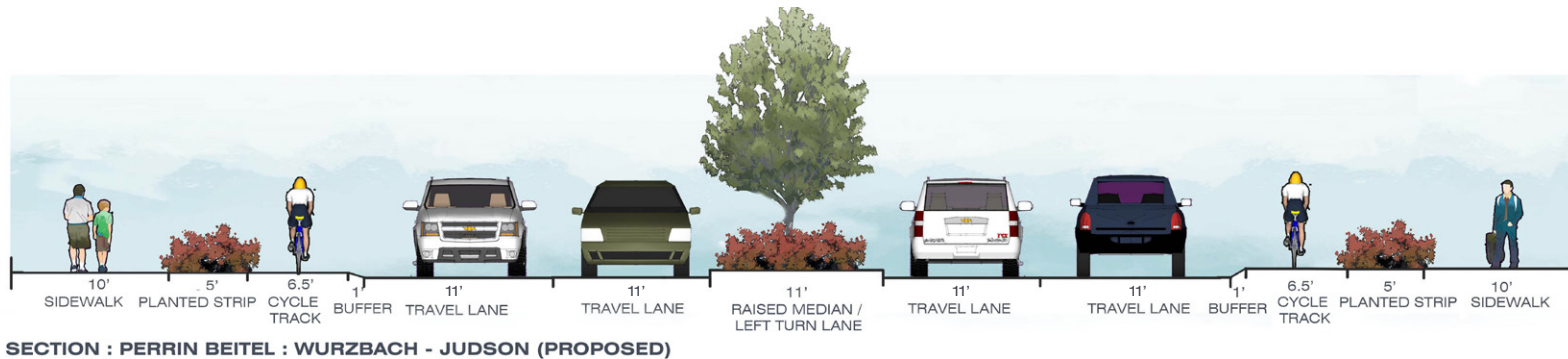 10' 5' 6.5' 1' 11' 11' 11' 11' 11' 1' 6.5' 5' 10'
SIDEWALK PLANTED STRIP CYCLE TRACK BUFFER TRAVEL LANE TRAVEL LANE RAISED MEDIAN / LEFT TURN LANE TRAVEL LANE TRAVEL LANE BUFFER CYCLE TRACK PLANTED STRIP SIDEWALK
SECTION : PERRIN BEITEL : WURZBACH - JUDSON (PROPOSED)